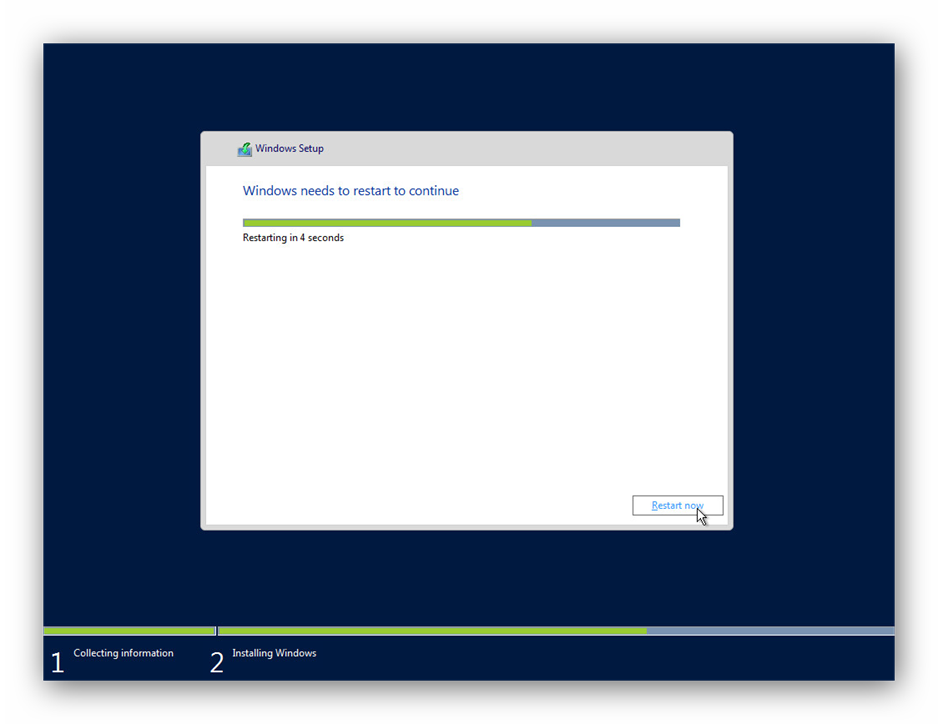 Windows Setup
Windows needs to restart to continue
Restarting in 4 seconds
Restart now
1 Collecting information
2 Installing Windows